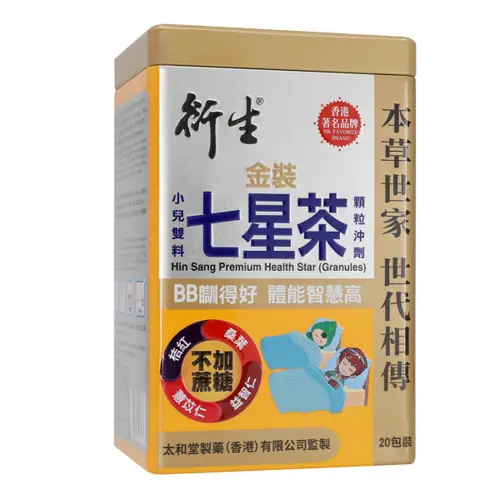 衍生®
香港
著名品牌
HK FAVORITE
BRAND
金裝
小兒雙料
七星茶
顆粒沖劑
Hin Sang Premium Health Star (Granules)
BB瞓得好 體能智慧高
桔紅
桑葉
不加
蔗糖
薏苡仁
益智仁
太和堂製藥(香港)有限公司監製
本草世家 世代相傳
20包裝